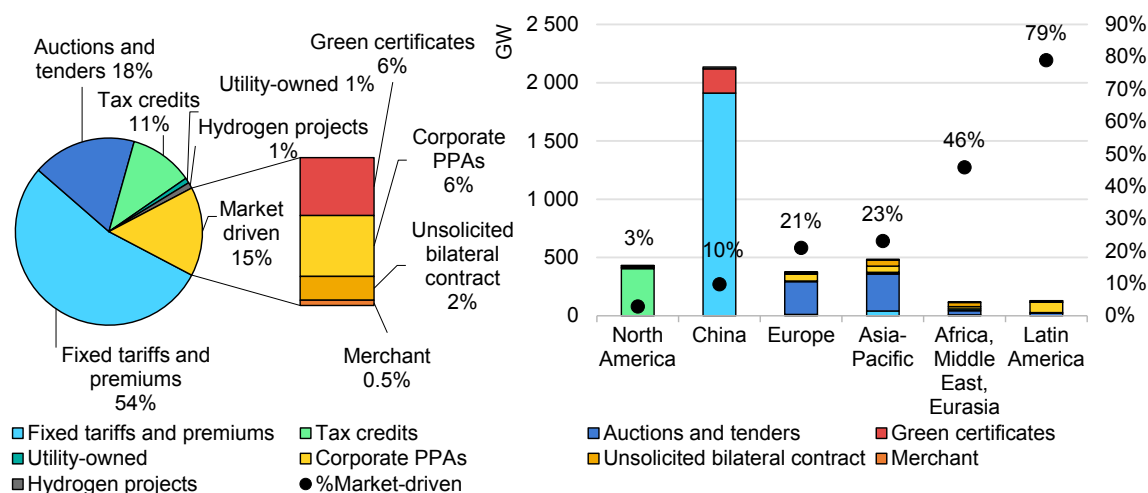 Auctions and
tenders 18%
Tax credits
11%
Utility-owned 1%
Hydrogen projects
1%
Market
driven
15%
Fixed tariffs and
premiums
54%
Green certificates
6%
Corporate
PPAs
6%
Unsolicited
bilateral
contract
2%
Merchant
0.5%
GW
2 500
2 000
1 500
1 000
500
0
90%
80%
70%
60%
50%
40%
30%
20%
10%
0%
3%
10%
21%
23%
46%
79%
North
America
China
Europe
Asia-
Pacific
Africa,
Middle
East,
Eurasia
Latin
America
Fixed tariffs and premiums
Tax credits
Utility-owned
Corporate PPAs
Hydrogen projects
%Market-driven
Auctions and tenders
Green certificates
Unsolicited bilateral contract
Merchant